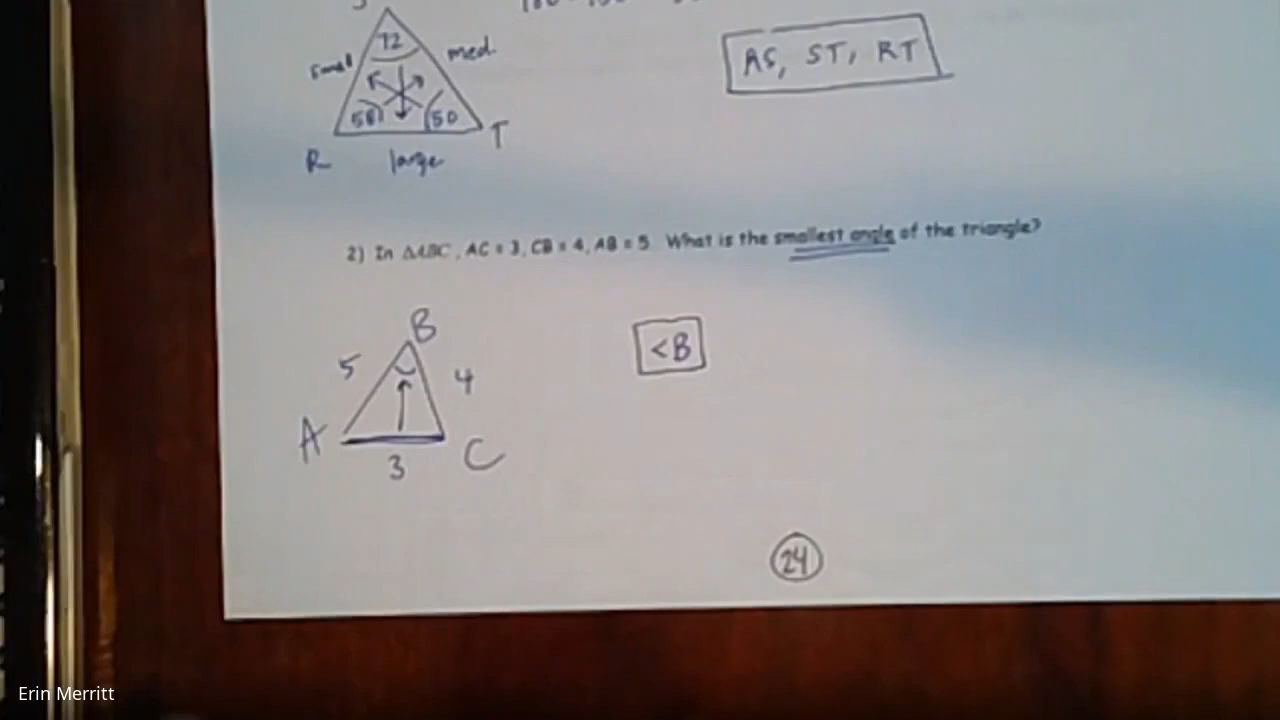 72
small
med.
AS, ST, RT
58
50
T
R
large
2) In △ABC, AC = 3, CB = 4, AB = 5 What is the smallest angle of the triangle?
B
5
4
<B
A
C
3
24
Erin Merritt